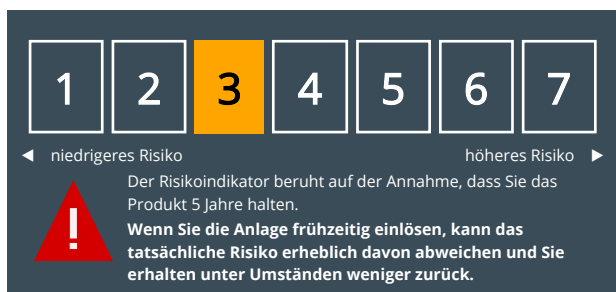 1 2 3 4 5 6 7
◄ niedrigeres Risiko höheres Risiko ►
Der Risikoindikator beruht auf der Annahme, dass Sie das
Produkt 5 Jahre halten.
Wenn Sie die Anlage frühzeitig einlösen, kann das
tatsächliche Risiko erheblich davon abweichen und Sie
erhalten unter Umständen weniger zurück.
!